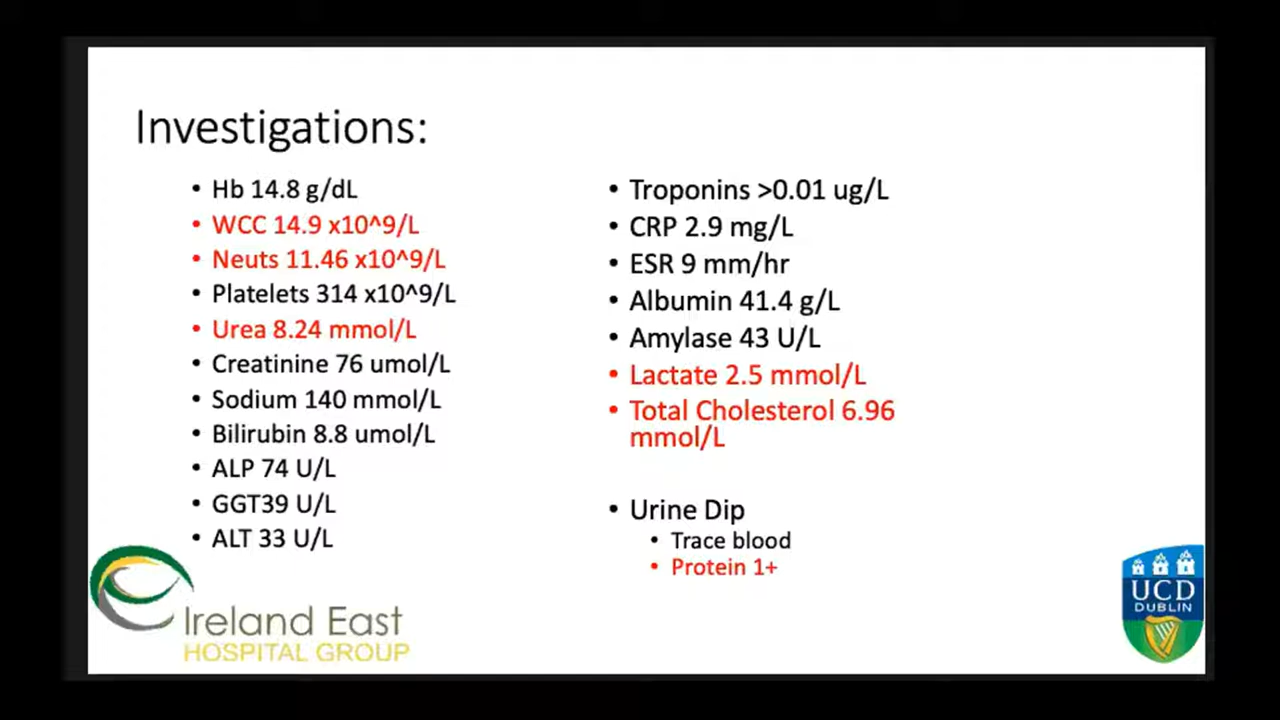 Investigations:
• Hb 14.8 g/dL
• WCC 14.9 x10^9/L
• Neuts 11.46 x10^9/L
• Platelets 314 x10^9/L
• Urea 8.24 mmol/L
• Creatinine 76 umol/L
• Sodium 140 mmol/L
• Bilirubin 8.8 umol/L
• ALP 74 U/L
• GGT39 U/L
• ALT 33 U/L
• Troponins >0.01 ug/L
• CRP 2.9 mg/L
• ESR 9 mm/hr
• Albumin 41.4 g/L
• Amylase 43 U/L
• Lactate 2.5 mmol/L
• Total Cholesterol 6.96
mmol/L
• Urine Dip
• Trace blood
• Protein 1+
Ireland East
HOSPITAL GROUP
UCD
DUBLIN